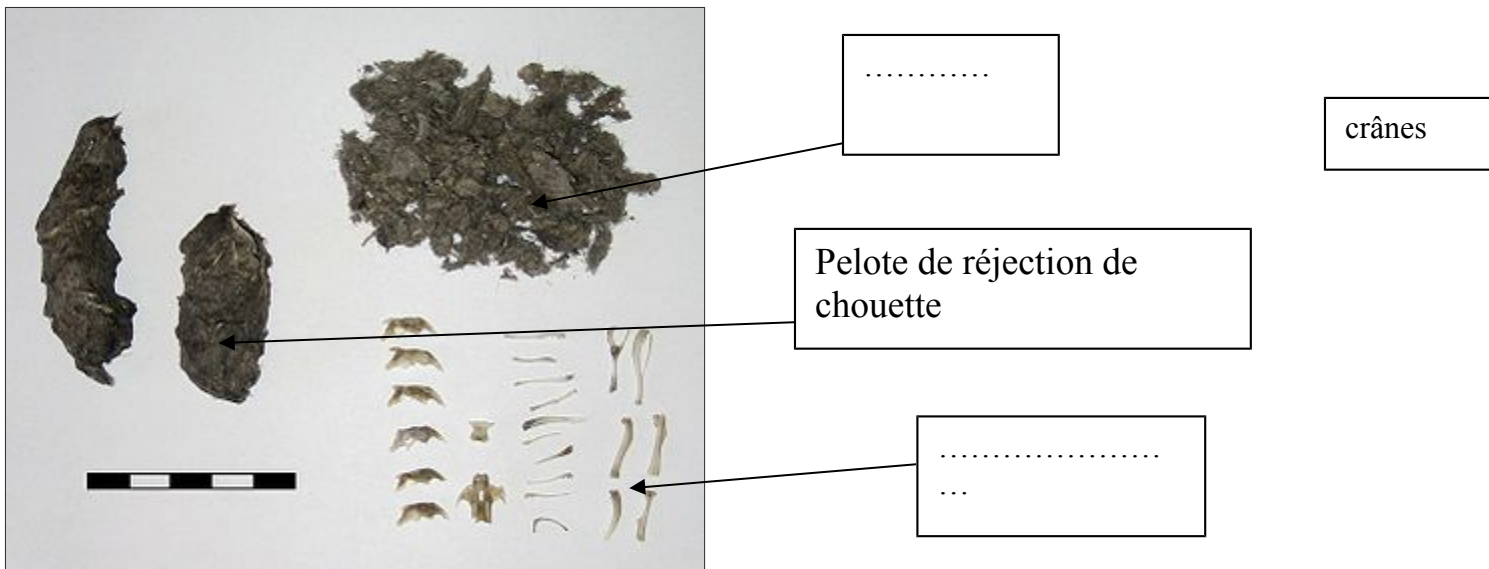 ............
crânes
Pelote de réjection de
chouette
.....................
...